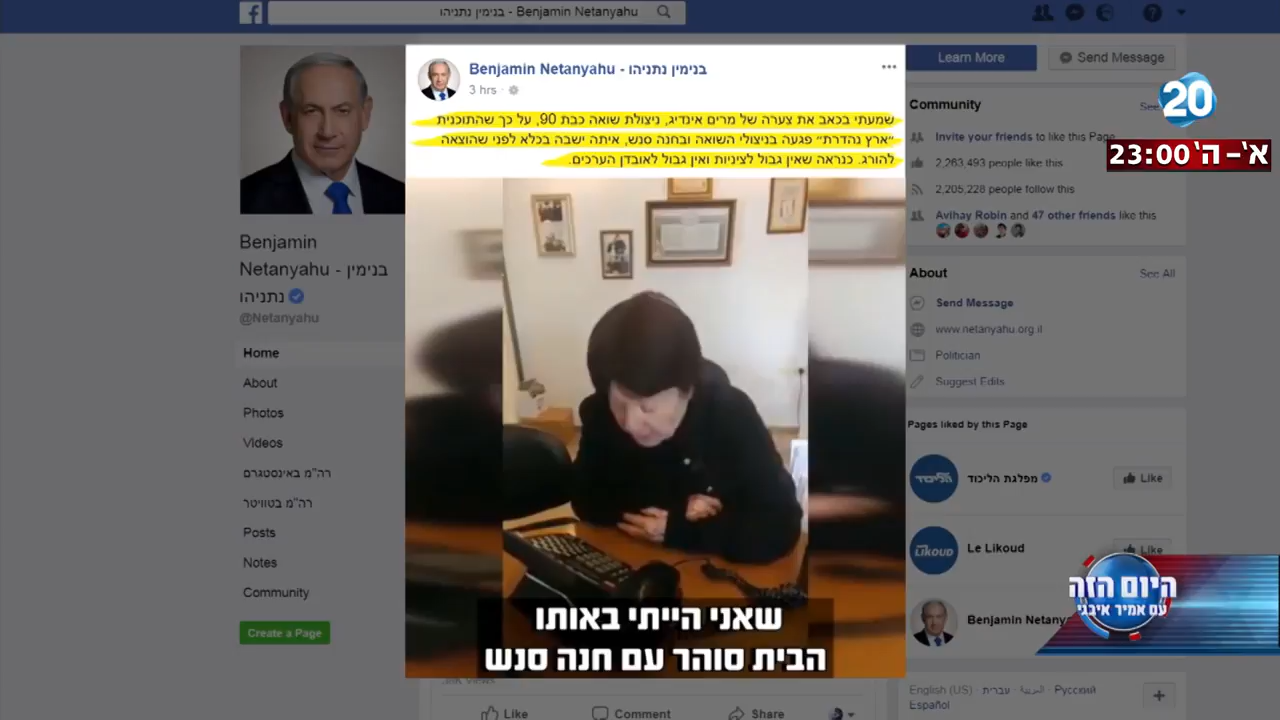 בנימין נתניהו - Benjamin Netanyahu
Benjamin Netanyahu - בנימין נתניהו
3 hrs
שמעתי בכאב את צערה של מרים אינדיג, ניצולת שואה כבת 90, על כך שהתוכנית
״ארץ נהדרת״ פגעה בניצולי השואה ובחנה סנש, איתה ישבה בכלא לפני שהוצאה
להורג. כנראה שאין גבול לציניות ואין גבול לאובדן הערכים.
שאני הייתי באותו
הבית סוהר עם חנה סנש
Like Comment Share
Benjamin
Netanyahu - בנימין
נתניהו
@Netanyahu
Home
About
Photos
Videos
רה"מ באינסטגרם
רה"מ בטוויטר
Posts
Notes
Community
Create a Page
Learn More
Send Message
Community
See
Invite your friends to like this Page
2,263,493 people like this
2,205,228 people follow this
Avihay Robin and 47 other friends like this
About
See All
Send Message
www.netanyahu.org.il
Politician
Suggest Edits
Pages liked by this Page
הליכוד
מפלגת הליכוד
Like
LIKOUD
Le Likoud
Like
Benjamin Netany
English (US) · עברית · العربية · Русский
Español
20
א'-ה' 23:00
היום הזה
עם אמיר איבגי